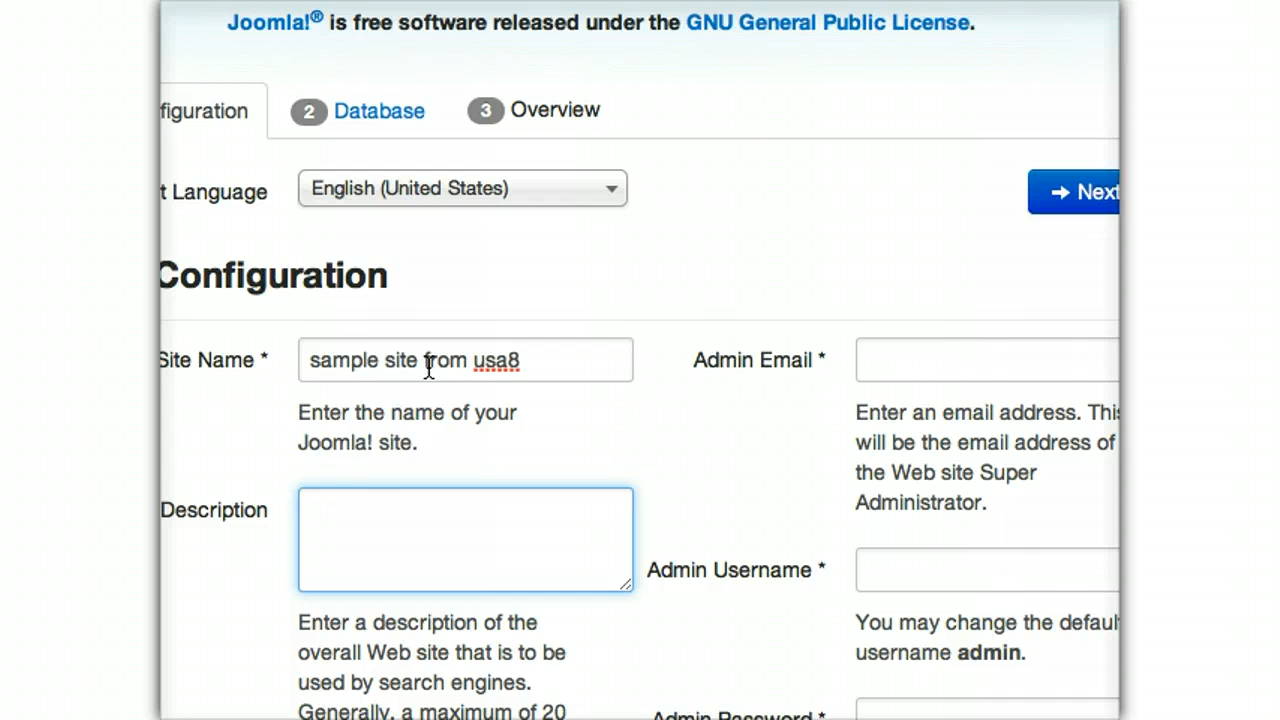 Joomla!® is free software released under the GNU General Public License.
figuration
2 Database
3 Overview
t Language
English (United States)
Next
Configuration
Site Name *
sample site from usa8
Enter the name of your
Joomla! site.
Description
Enter a description of the
overall Web site that is to be
used by search engines.
Generally, a maximum of 20
Admin Email *
Enter an email address. This
will be the email address of
the Web site Super
Administrator.
Admin Username *
You may change the default
username admin.
Admin Password *